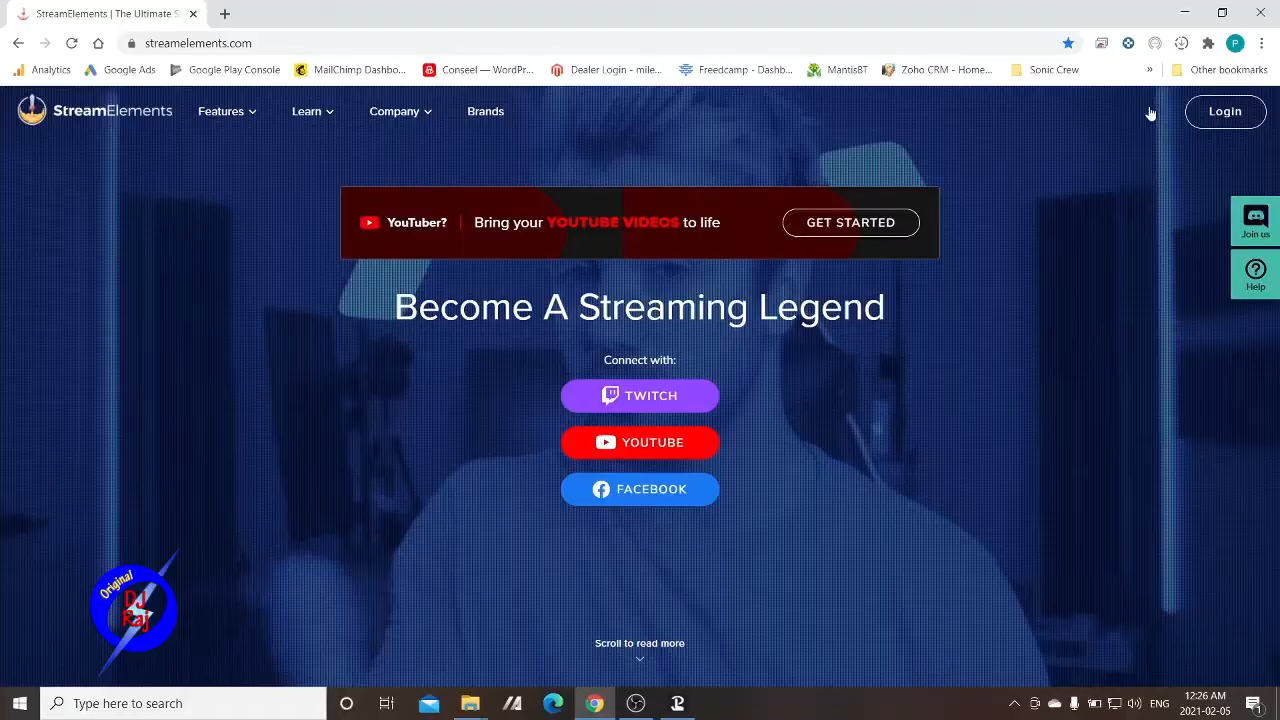 StreamElements | The Ultimate S
streamelements.com
Analytics
Google Ads
Google Play Console
MailChimp Dashbo...
Conseel — WordPr...
Dealer Login - mile...
Freedcamp - Dashb...
MantisBT
Zoho CRM - Home...
Sonic Crew
»
Other bookmarks
P
StreamElements
Features
Learn
Company
Brands
Login
YouTuber?
Bring your YOUTUBE VIDEOS to life
GET STARTED
Join us
Help
Become A Streaming Legend
Connect with:
TWITCH
YOUTUBE
FACEBOOK
Original
DJ
Raj
Scroll to read more
Type here to search
ENG
12:26 AM
2021-02-05